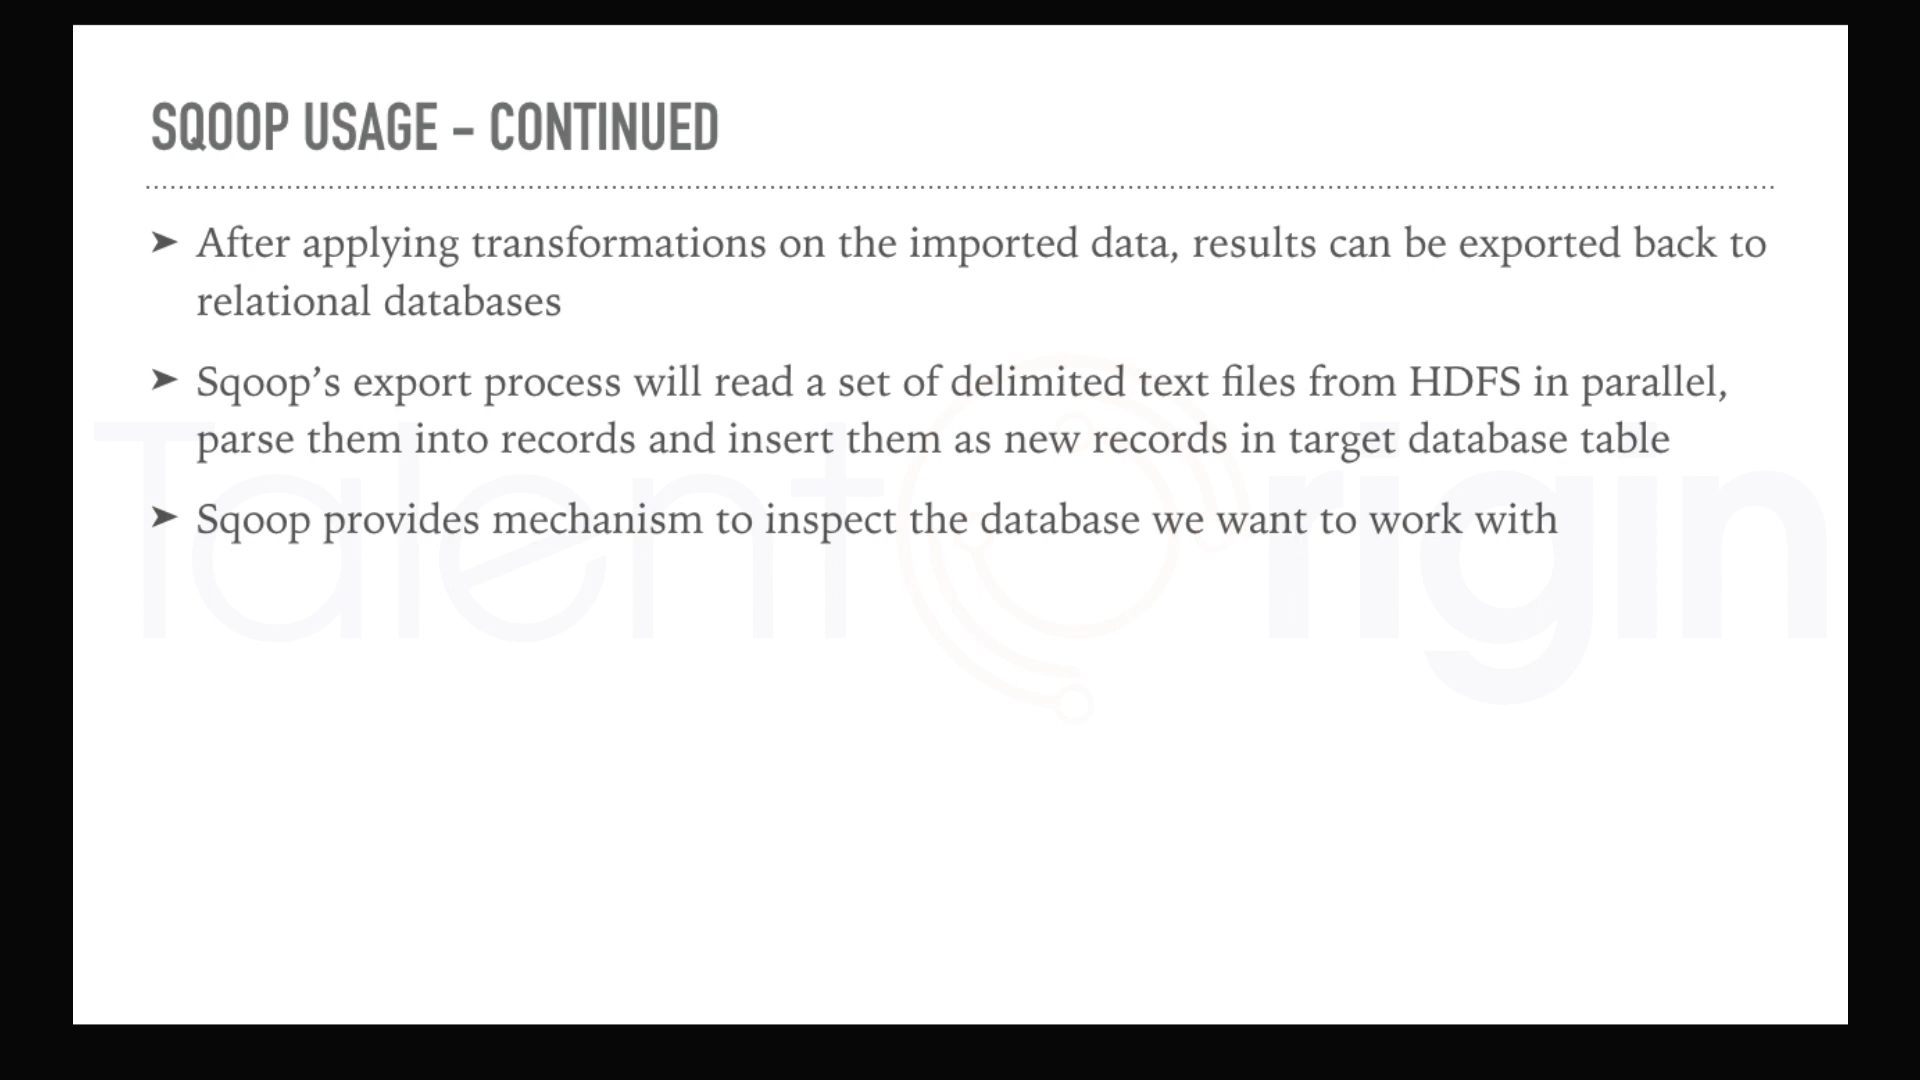 SQOOP USAGE – CONTINUED
➤ After applying transformations on the imported data, results can be exported back to
relational databases
➤ Sqoop’s export process will read a set of delimited text files from HDFS in parallel,
parse them into records and insert them as new records in target database table
➤ Sqoop provides mechanism to inspect the database we want to work with
TalentOrigin